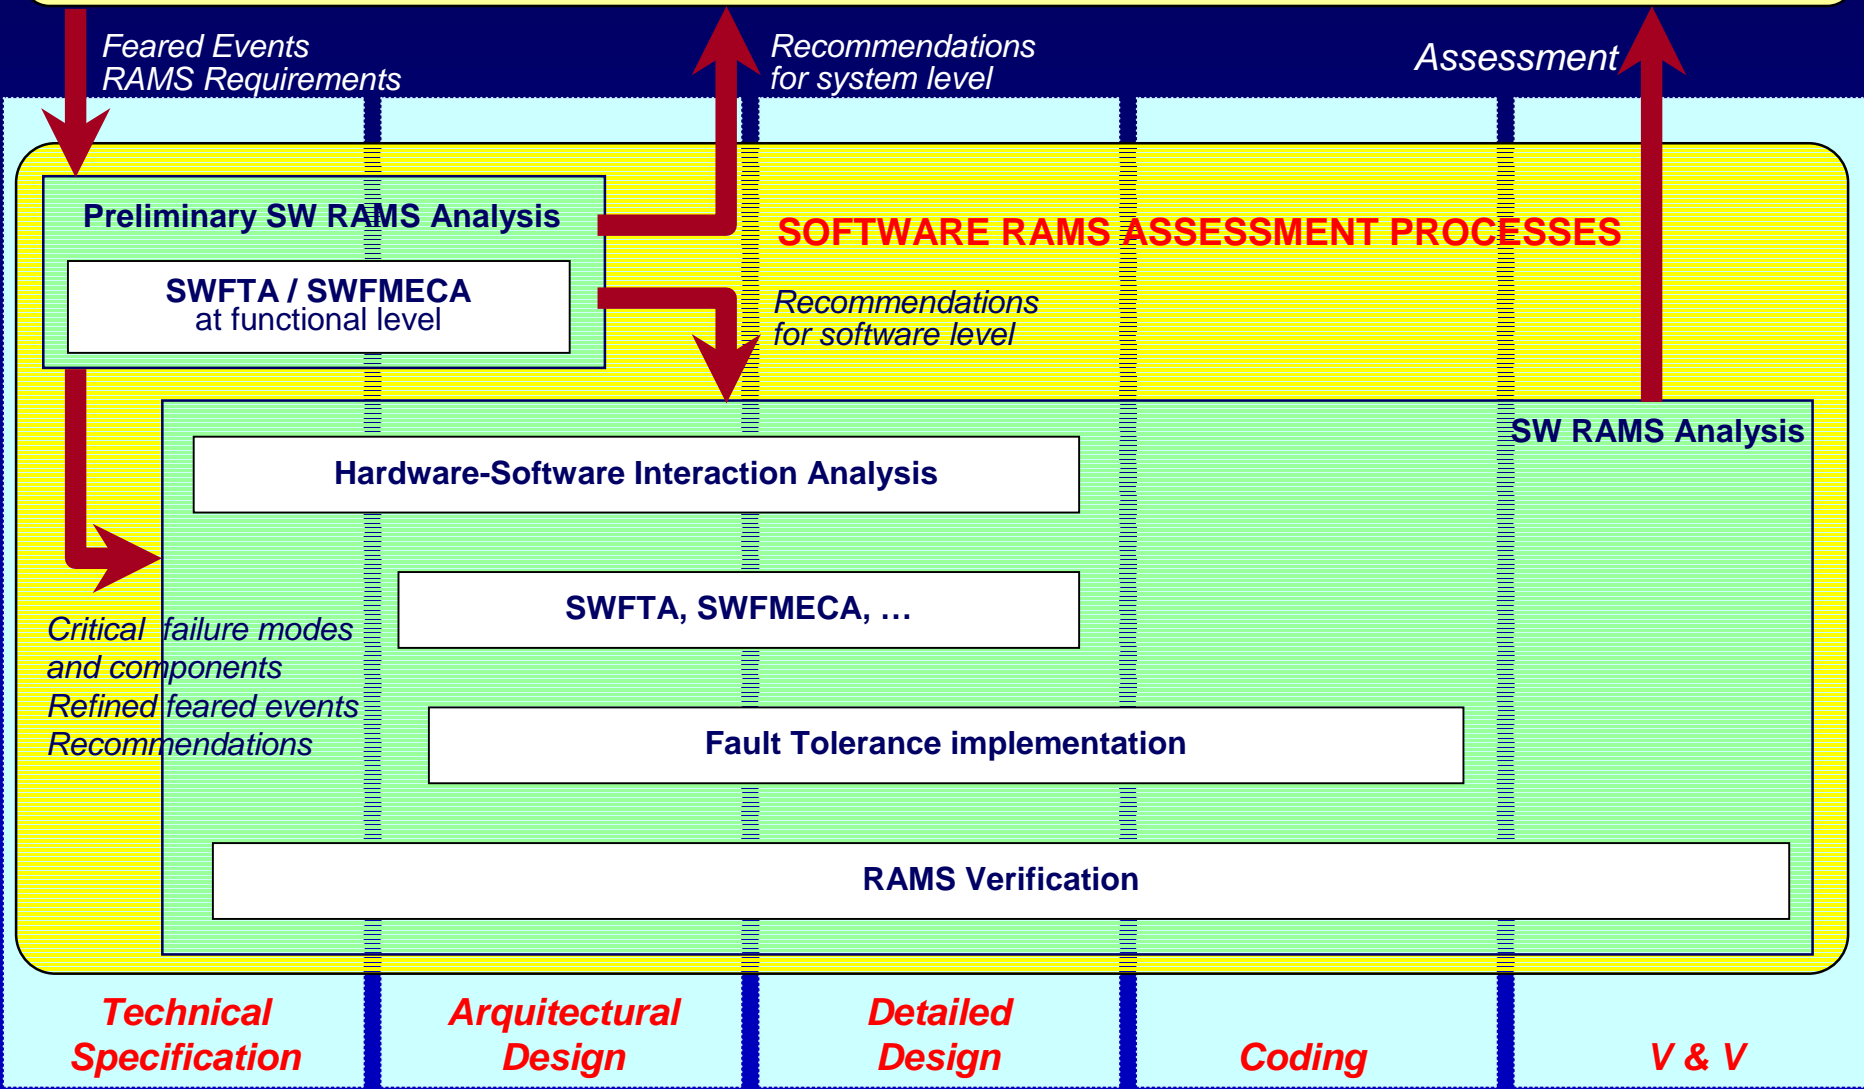 Feared Events
RAMS Requirements
Recommendations
for system level
Assessment
Preliminary SW RAMS Analysis
SWFTA / SWFMECA
at functional level
SOFTWARE RAMS ASSESSMENT PROCESSES
Recommendations
for software level
SW RAMS Analysis
Hardware-Software Interaction Analysis
SWFTA, SWFMECA, …
Critical failure modes
and components
Refined feared events
Recommendations
Fault Tolerance implementation
RAMS Verification
Technical
Specification
Arquitectural
Design
Detailed
Design
Coding
V & V